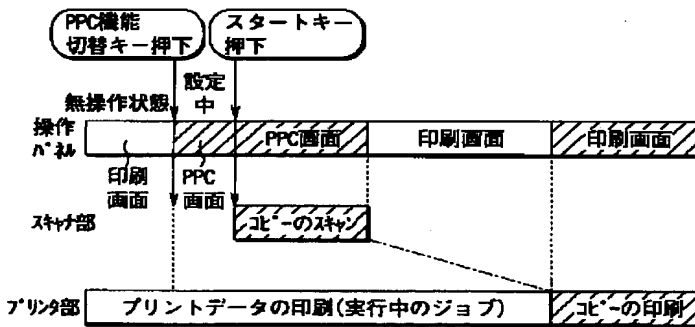 PPC機能
切替キー押下
スタートキー
押下
無操作状態
設定
中
操作
パネル
PPC画面
印刷画面
印刷画面
印刷
画面
PPC
画面
スキャナ部
コピーのスキャン
プリンタ部
プリントデータの印刷(実行中のジョブ)
コピーの印刷